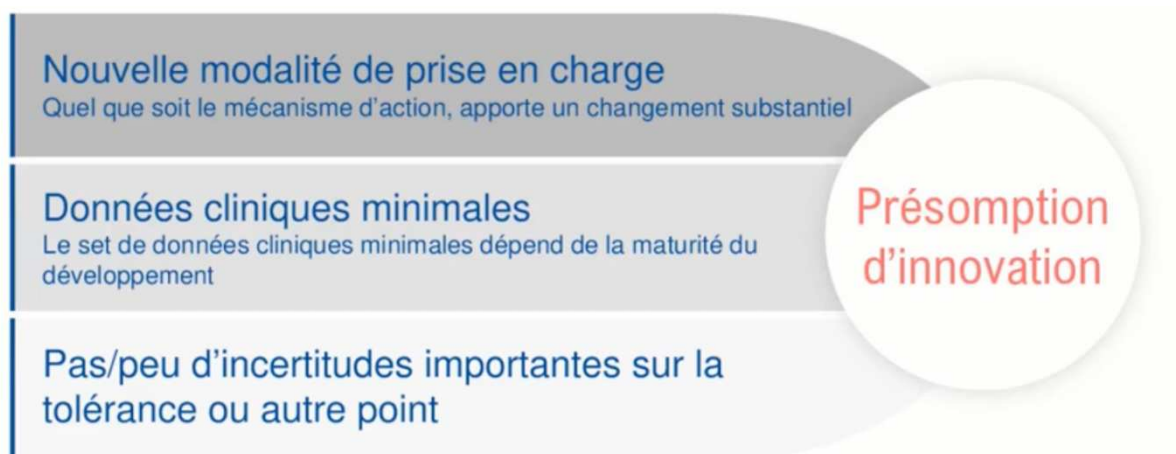 Nouvelle modalité de prise en charge
Quel que soit le mécanisme d'action, apporte un changement substantiel
Données cliniques minimales
Le set de données cliniques minimales dépend de la maturité du
développement
Pas/peu d'incertitudes importantes sur la
tolérance ou autre point
Présomption
d'innovation